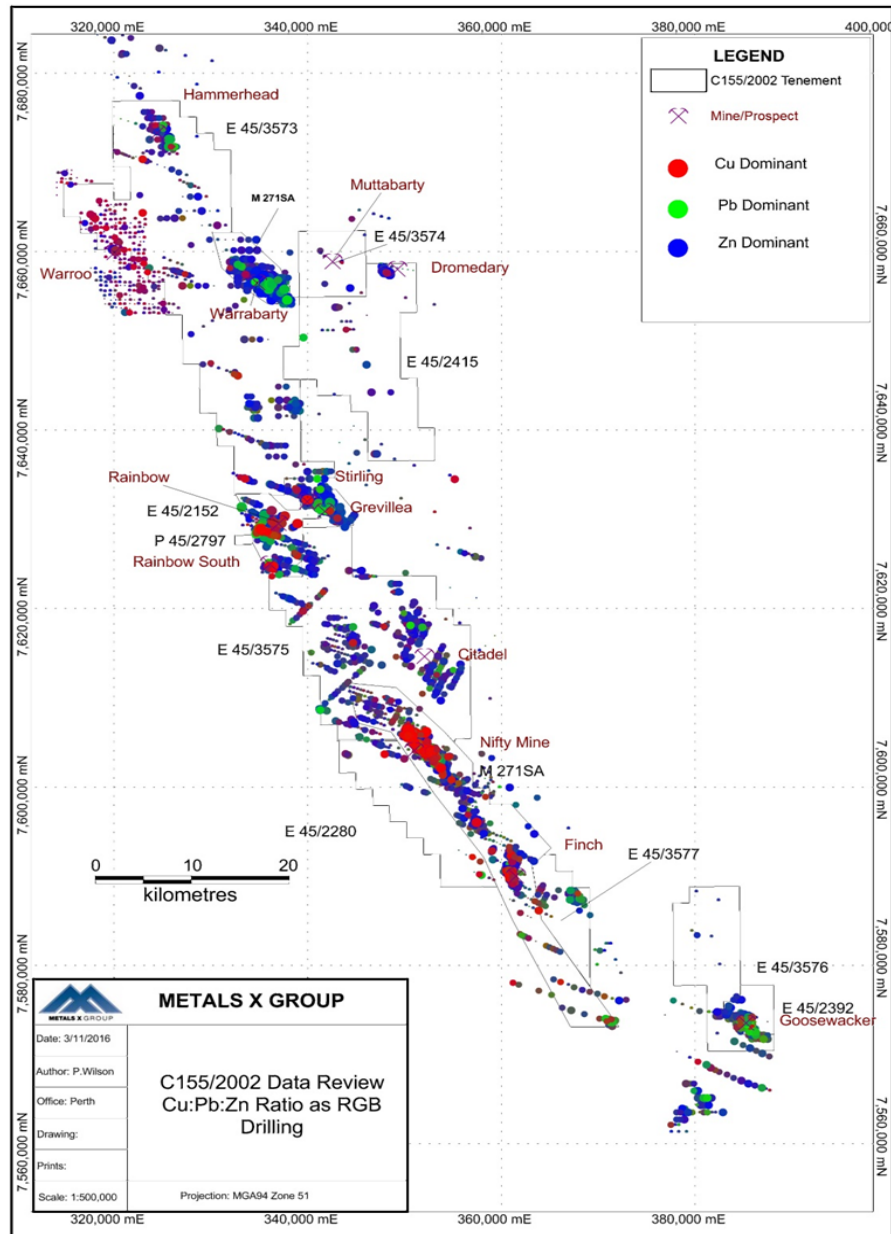 320,000 mE
340,000 mE
360,000 mE
380,000 mE
400,000
7,680,000 mN
Hammerhead
E 45/3573
M 271SA
Muttabarty
E 45/3574
Dromedary
7,660,000 mN
7,660,000 mN
Warroo
Warrabarty
E 45/2415
7,640,000 mN
7,640,000 mN
Stirling
Rainbow
Grevillea
E 45/2152
P 45/2797
Rainbow South
7,620,000 mN
7,620,000 mN
E 45/3575
Citadel
Nifty Mine
M 271SA
7,600,000 mN
7,600,000 mN
E 45/2280
Finch
E 45/3577
0 10 20
kilometres
7,580,000 mN
7,580,000 mN
E 45/3576
E 45/2392
Goosewacker
7,560,000 mN
7,560,000 mN
LEGEND
C155/2002 Tenement
Mine/Prospect
Cu Dominant
Pb Dominant
Zn Dominant
METALS X GROUP
METALS X GROUP
Date: 3/11/2016
Author: P.Wilson
Office: Perth
Drawing:
Prints:
Scale: 1:500,000
C155/2002 Data Review
Cu:Pb:Zn Ratio as RGB
Drilling
Projection: MGA94 Zone 51
320,000 mE
340,000 mE
360,000 mE
380,000 mE